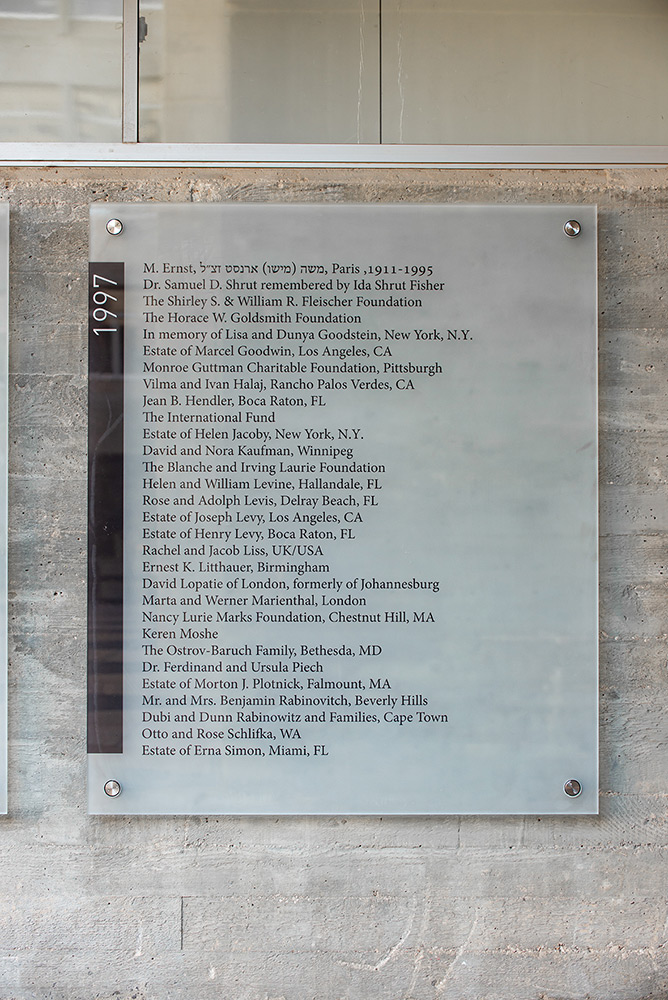 1997
M. Ernst, משה (מישו) ארנסט זצ״ל, Paris ,1911-1995
Dr. Samuel D. Shrut remembered by Ida Shrut Fisher
The Shirley S. & William R. Fleischer Foundation
The Horace W. Goldsmith Foundation
In memory of Lisa and Dunya Goodstein, New York, N.Y.
Estate of Marcel Goodwin, Los Angeles, CA
Monroe Guttman Charitable Foundation, Pittsburgh
Vilma and Ivan Halaj, Rancho Palos Verdes, CA
Jean B. Hendler, Boca Raton, FL
The International Fund
Estate of Helen Jacoby, New York, N.Y.
David and Nora Kaufman, Winnipeg
The Blanche and Irving Laurie Foundation
Helen and William Levine, Hallandale, FL
Rose and Adolph Levis, Delray Beach, FL
Estate of Joseph Levy, Los Angeles, CA
Estate of Henry Levy, Boca Raton, FL
Rachel and Jacob Liss, UK/USA
Ernest K. Litthauer, Birmingham
David Lopatie of London, formerly of Johannesburg
Marta and Werner Marienthal, London
Nancy Lurie Marks Foundation, Chestnut Hill, MA
Keren Moshe
The Ostrov-Baruch Family, Bethesda, MD
Dr. Ferdinand and Ursula Piech
Estate of Morton J. Plotnick, Falmount, MA
Mr. and Mrs. Benjamin Rabinovitch, Beverly Hills
Dubi and Dunn Rabinowitz and Families, Cape Town
Otto and Rose Schlifka, WA
Estate of Erna Simon, Miami, FL